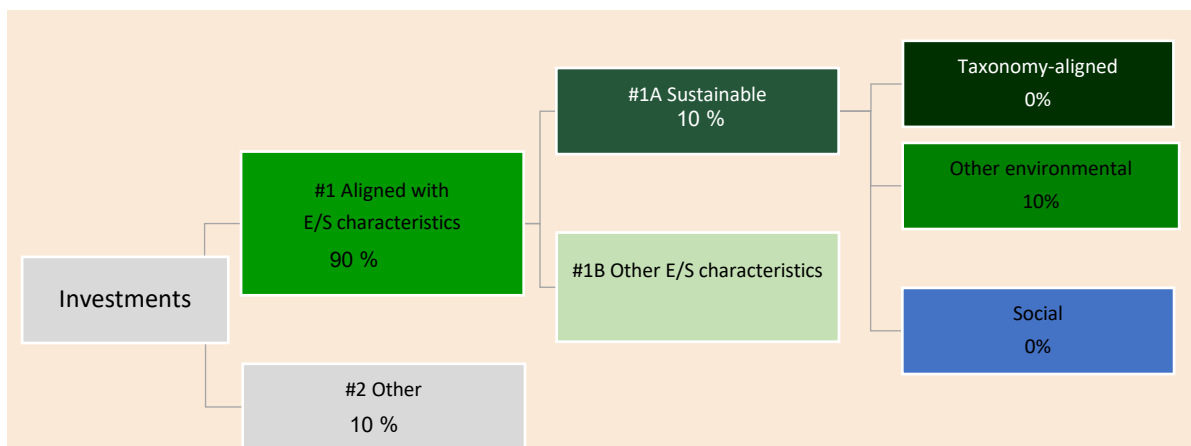 Investments
#1 Aligned with
E/S characteristics
90 %
#2 Other
10 %
#1A Sustainable
10 %
#1B Other E/S characteristics
Taxonomy-aligned
0%
Other environmental
10%
Social
0%